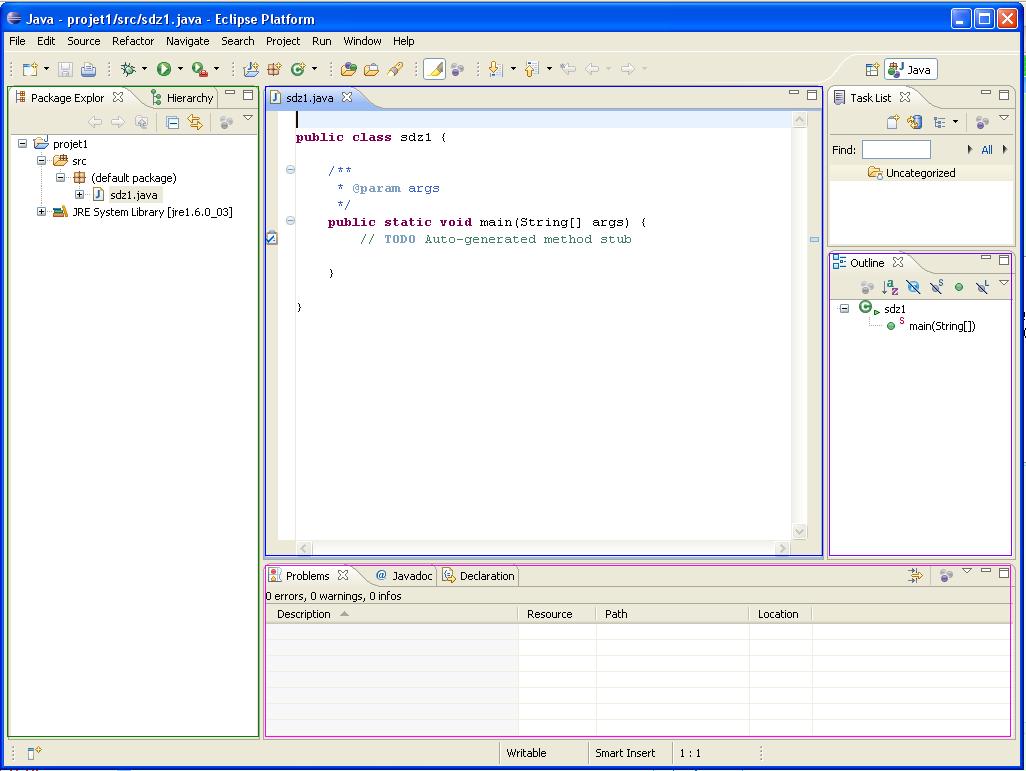 Java - projet1/src/sdz1.java - Eclipse Platform
File Edit Source Refactor Navigate Search Project Run Window Help
Java
Package Explor Hierarchy
projet1
src
(default package)
sdz1.java
JRE System Library [jre1.6.0_03]
sdz1.java
public class sdz1 {
/**
* @param args
*/
public static void main(String[] args) {
// TODO Auto-generated method stub
}
}
Task List
Find: All
Uncategorized
Outline
sdz1
main(String[])
Problems Javadoc Declaration
0 errors, 0 warnings, 0 infos
Description Resource Path Location
Writable Smart Insert 1 : 1